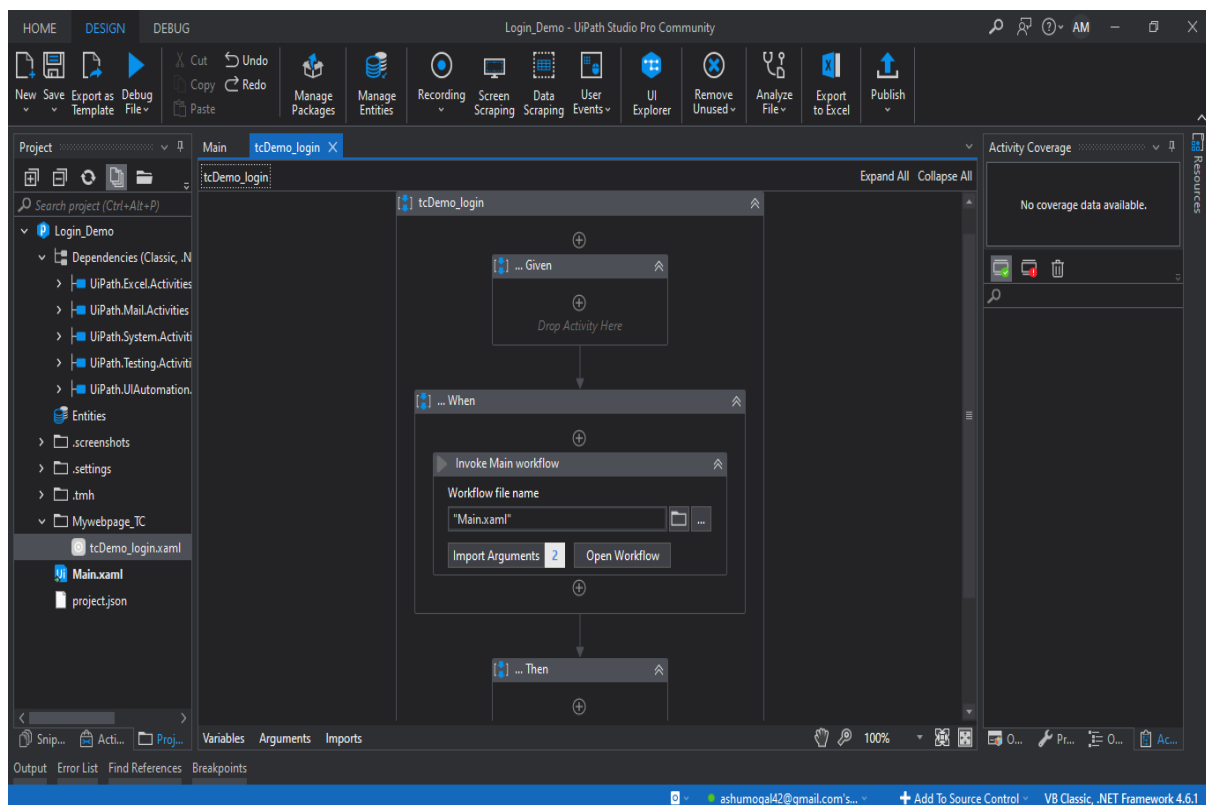 HOME DESIGN DEBUG
Login_Demo - UiPath Studio Pro Community
AM
Cut Undo
Copy Redo
Paste
New Save Export as Template Debug File
Manage Packages
Manage Entities
Recording
Screen Scraping
Data Scraping
User Events
UI Explorer
Remove Unused
Analyze File
Export to Excel
Publish
Project
Search project (Ctrl+Alt+P)
Login_Demo
Dependencies (Classic, .N
UiPath.Excel.Activities
UiPath.Mail.Activities
UiPath.System.Activiti
UiPath.Testing.Activiti
UiPath.UIAutomation.
Entities
.screenshots
.settings
.tmh
Mywebpage_TC
tcDemo_login.xaml
Main.xaml
project.json
Snip... Acti... Proj...
Main tcDemo_login
tcDemo_login
Expand All Collapse All
tcDemo_login
... Given
Drop Activity Here
... When
Invoke Main workflow
Workflow file name
"Main.xaml"
...
Import Arguments 2 Open Workflow
... Then
Variables Arguments Imports
100%
Activity Coverage
No coverage data available.
Resources
O... Pr... O... Ac...
Output Error List Find References Breakpoints
ashumogal42@gmail.com's...
Add To Source Control
VB Classic, .NET Framework 4.6.1